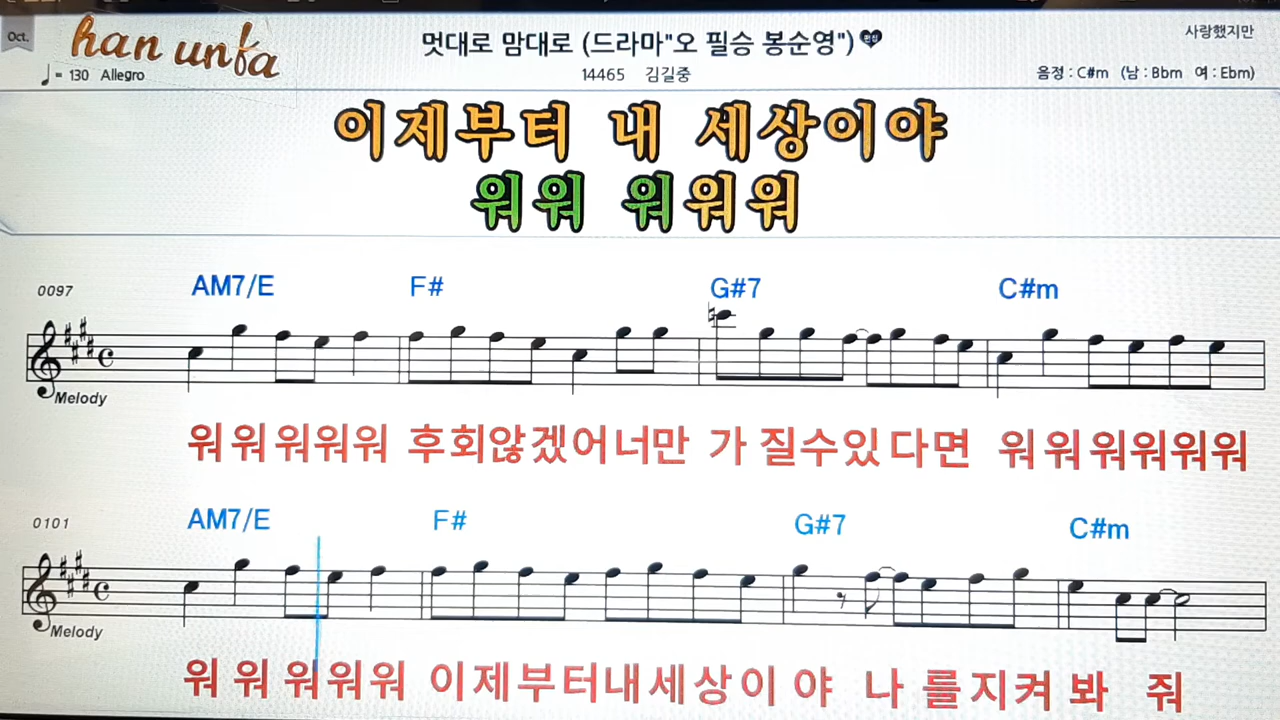 Oct.
han unfa
멋대로 맘대로 (드라마"오 필승 봉순영") 편집
사랑했지만
♩= 130 Allegro
14465 김길중
음정 : C#m (남 : Bbm 여 : Ebm)
이제부터 내 세상이야
워워 워워워
0097
AM7/E F# G#7 C#m
Melody
워워워워워 후회않겠어너만 가 질수있다면 워워워워워워
0101
AM7/E F# G#7 C#m
Melody
워워워워워 이제부터내세상이 야 나 를지켜 봐 줘